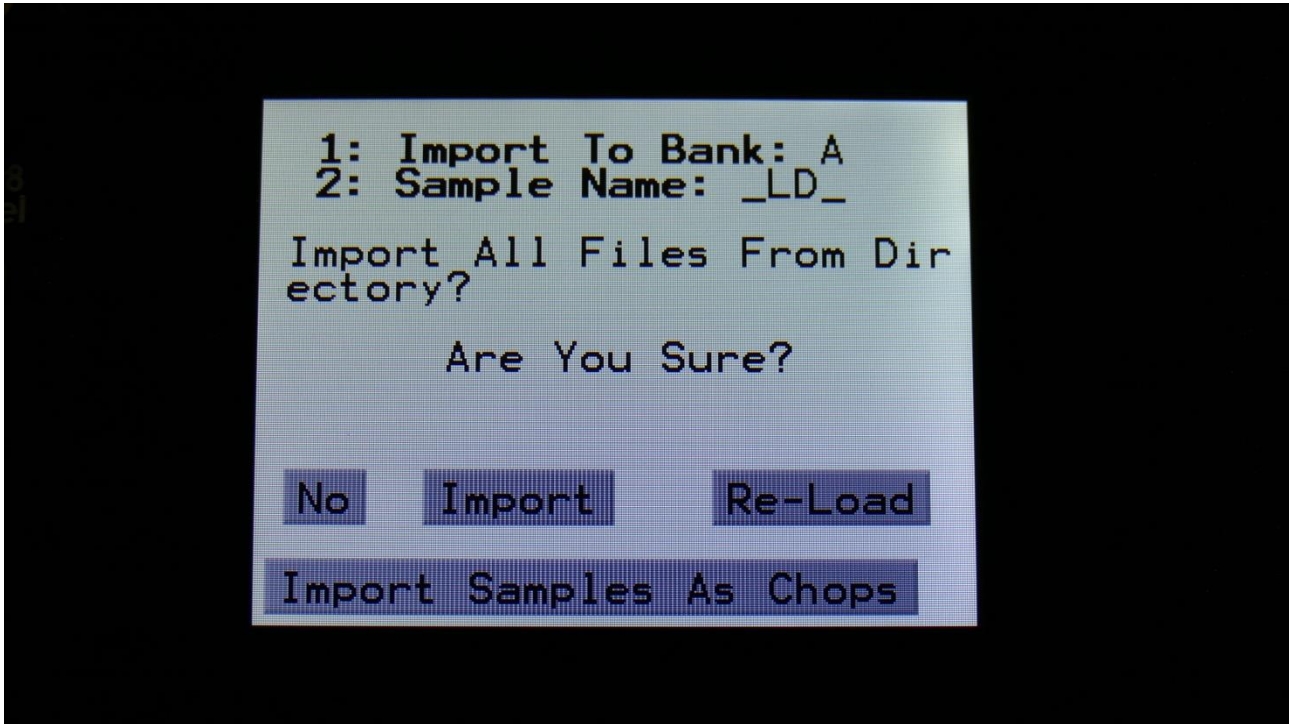 1: Import To Bank: A
2: Sample Name: _LD_
Import All Files From Dir
ectory?
Are You Sure?
No Import Re-Load
Import Samples As Chops